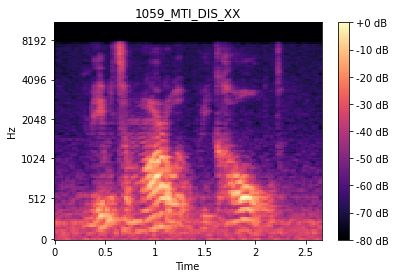 1059_MTI_DIS_XX
+0 dB
8192
-10 dB
4096
-20 dB
-30 dB
2048
-40 dB
Hz
1024
-50 dB
512
-60 dB
-70 dB
0
-80 dB
0 0.5 1 1.5 2 2.5
Time